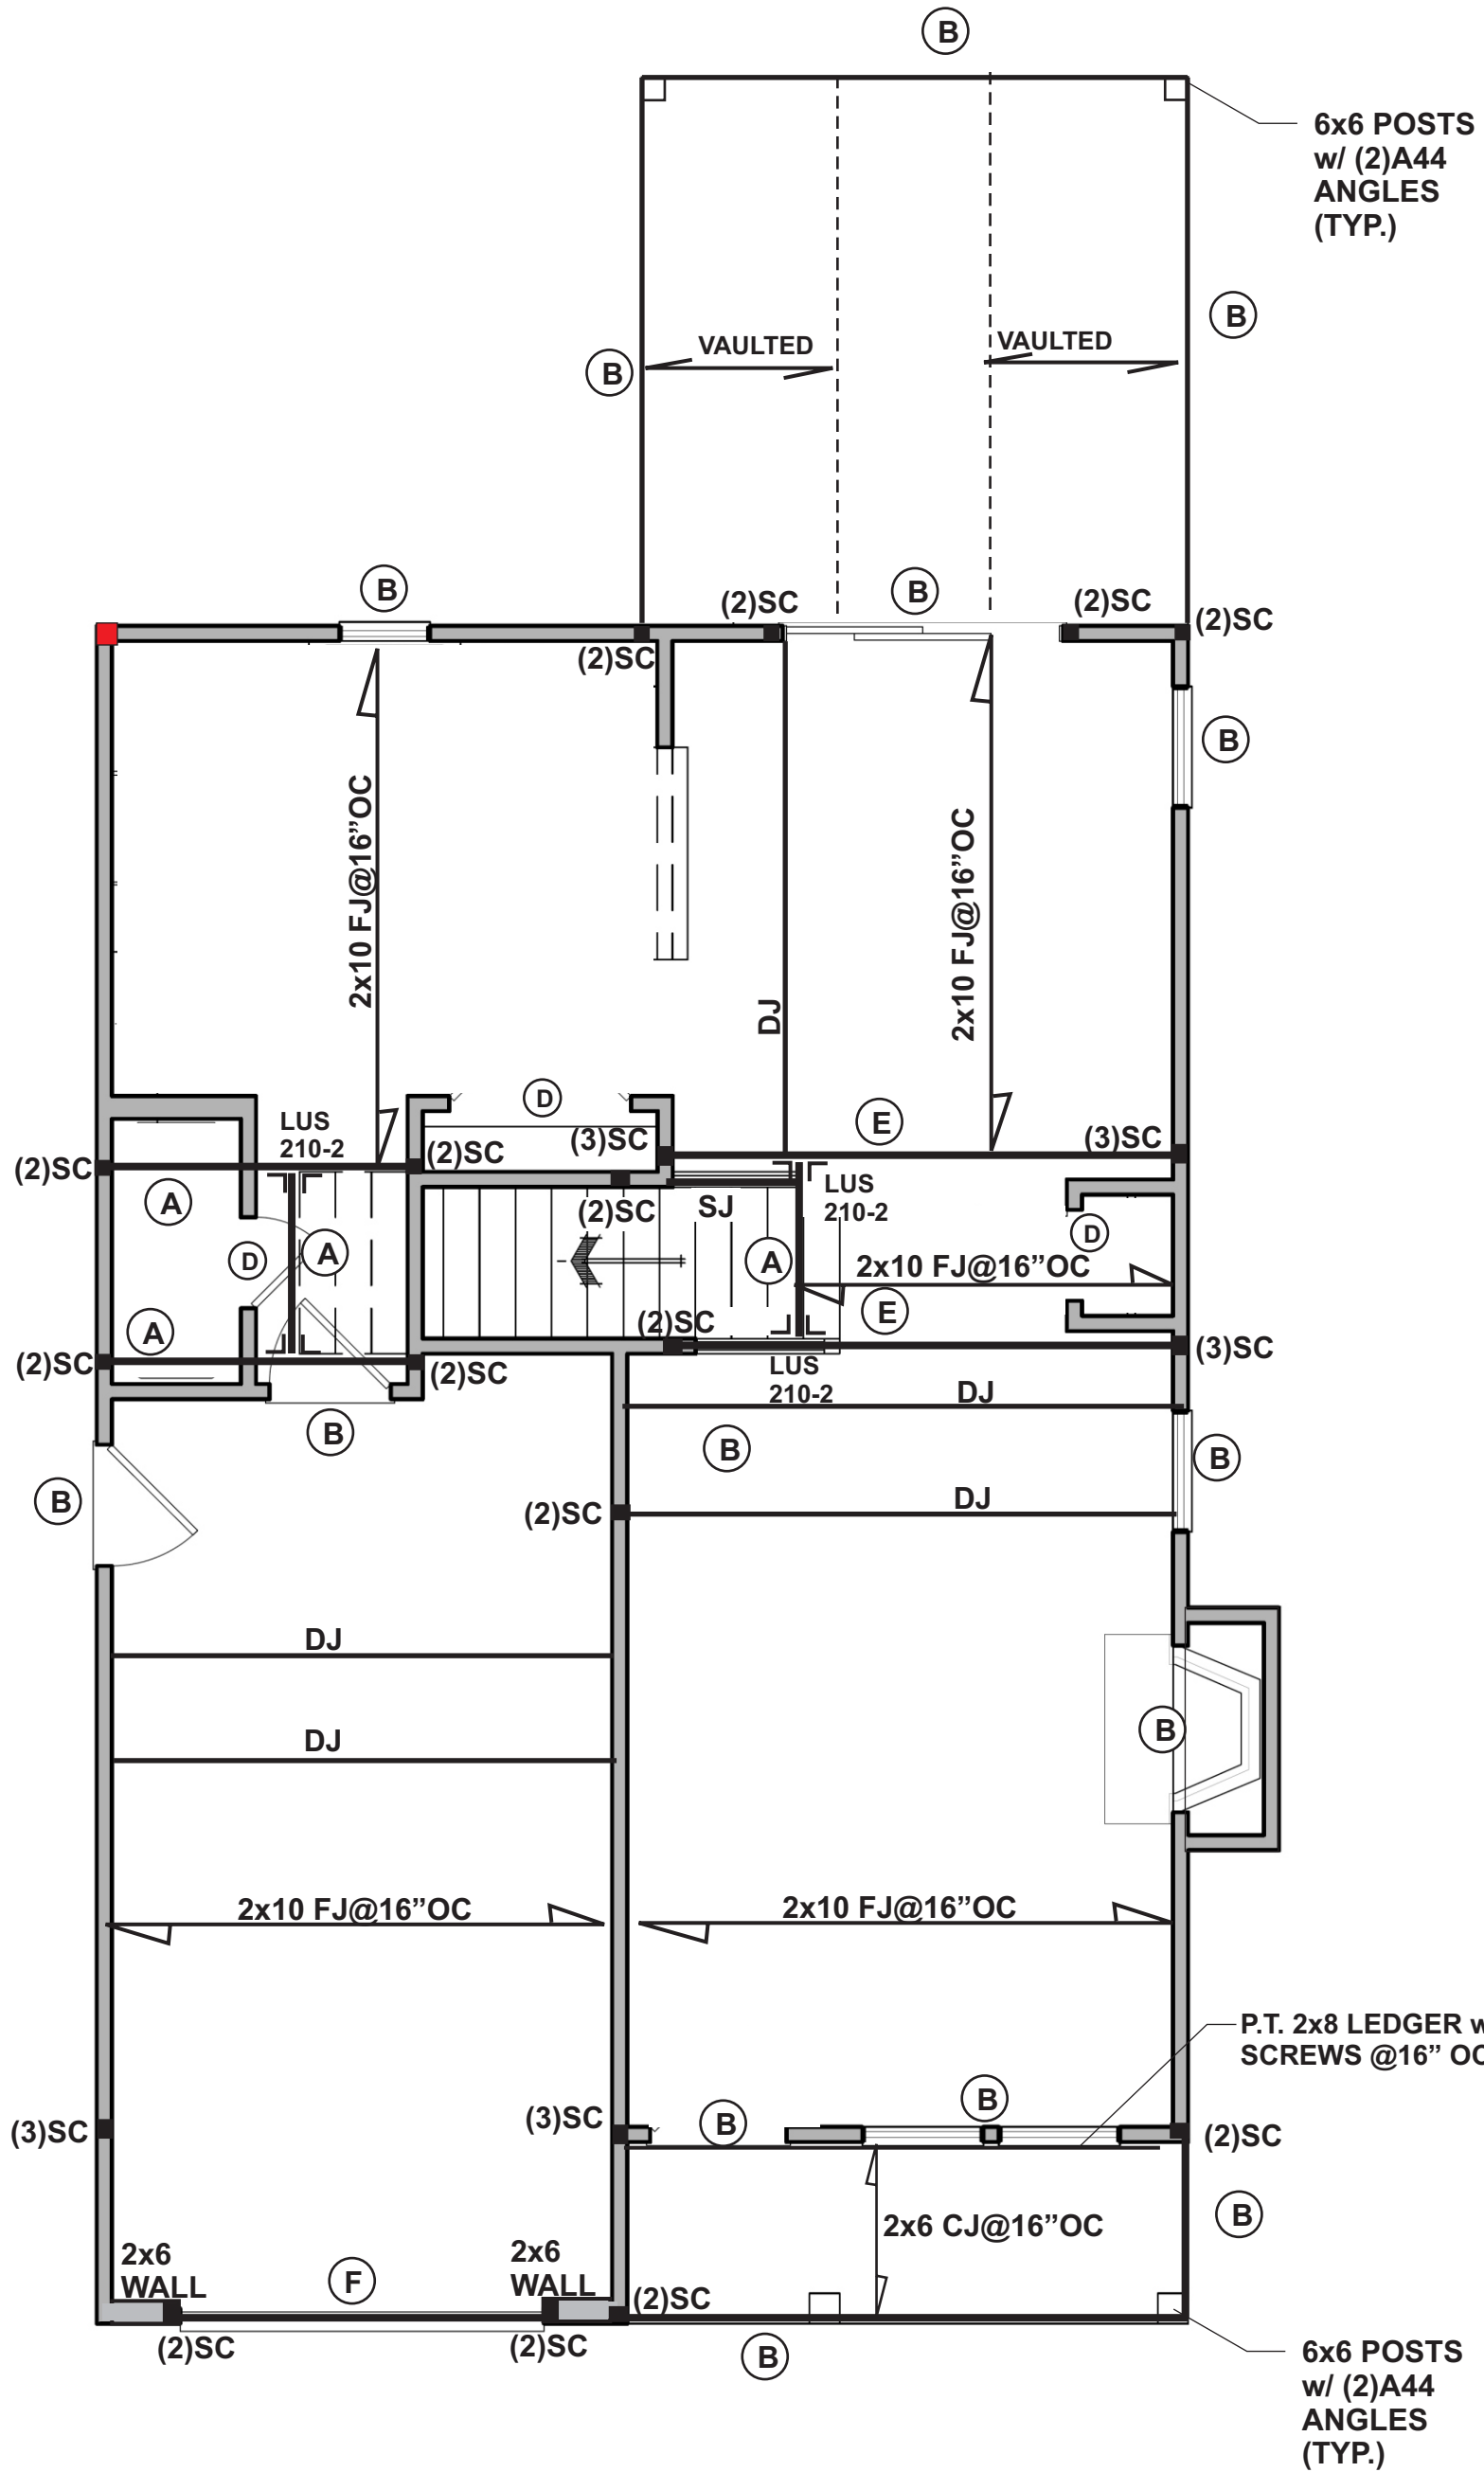 B
6x6 POSTS
w/ (2)A44
ANGLES
(TYP.)
B
VAULTED
VAULTED
B
B
B
(2)SC
(2)SC
(2)SC
(2)SC
B
2x10 FJ@16”OC
2x10 FJ@16”OC
DJ
D
E
LUS
210-2
(2)SC
(3)SC
(3)SC
(2)SC
A
LUS
210-2
SJ
(2)SC
D
D
A
A
2x10 FJ@16”OC
E
A
(2)SC
(3)SC
(2)SC
(2)SC
LUS
210-2
DJ
B
B
B
B
DJ
(2)SC
DJ
B
DJ
2x10 FJ@16”OC
2x10 FJ@16”OC
P.T. 2x8 LEDGER w
SCREWS @16” OC
B
B
(3)SC
(3)SC
(2)SC
B
2x6 CJ@16”OC
2x6
WALL
2x6
WALL
F
(2)SC
(2)SC
(2)SC
B
6x6 POSTS
w/ (2)A44
ANGLES
(TYP.)